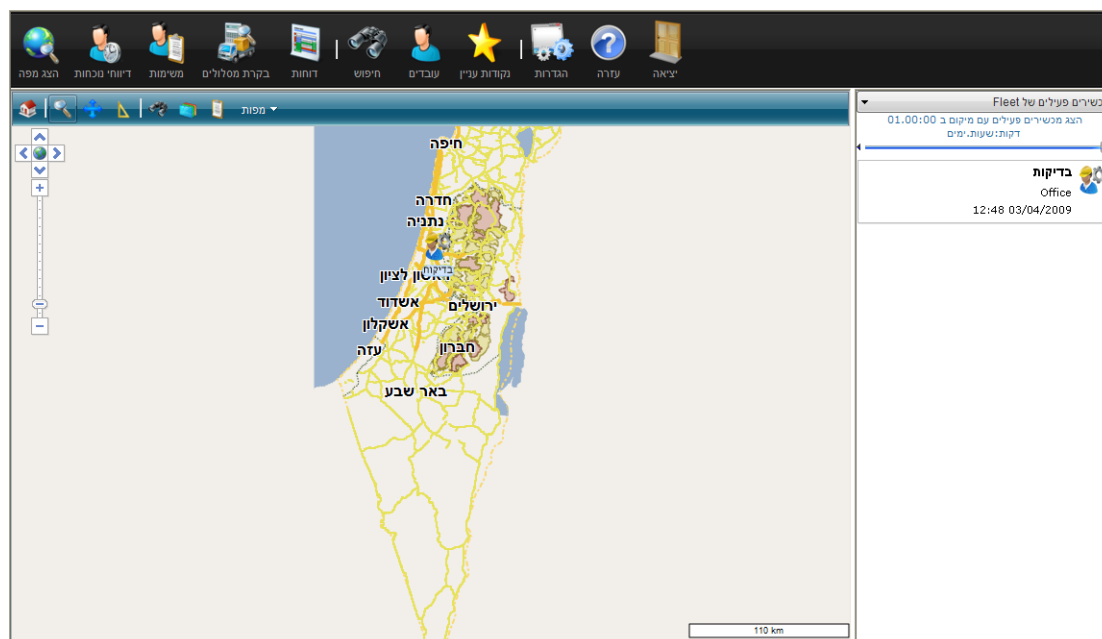 יציאה
עזרה
הגדרות
נקודות עניין
עובדים
חיפוש
דוחות
בקרת מסלולים
משימות
דיווחי נוכחות
הצג מפה
מפות
כשירים פעילים של Fleet
הצג מכשירים פעילים עם מיקום ב 01.00:00
דקות:שעות.ימים
בדיקות
Office
12:48 03/04/2009
חיפה
חדרה
נתניה
בדיקות
ראשון לציון
אשדוד
ירושלים
אשקלון
עזה
חברון
באר שבע
110 km